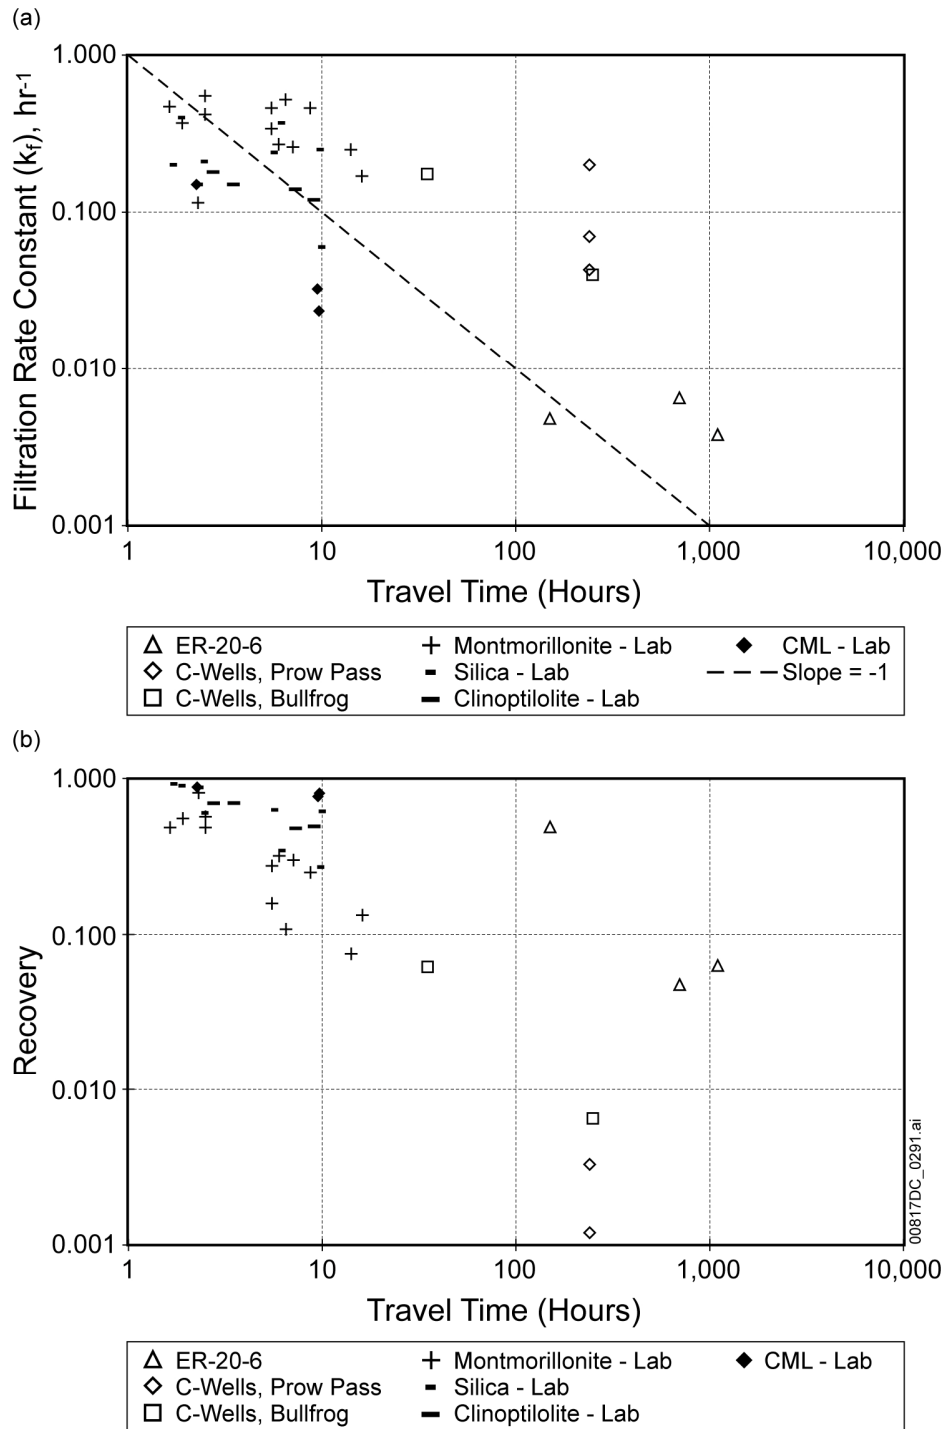 (a)
Filtration Rate Constant (kf), hr-1
1.000
0.100
0.010
0.001
1 10 100 1,000 10,000
Travel Time (Hours)
ER-20-6 Montmorillonite - Lab CML - Lab
C-Wells, Prow Pass Silica - Lab Slope = -1
C-Wells, Bullfrog Clinoptilolite - Lab
(b)
Recovery
1.000
0.100
0.010
0.001
1 10 100 1,000 10,000
Travel Time (Hours)
00817DC_0291.ai
ER-20-6 Montmorillonite - Lab CML - Lab
C-Wells, Prow Pass Silica - Lab
C-Wells, Bullfrog Clinoptilolite - Lab